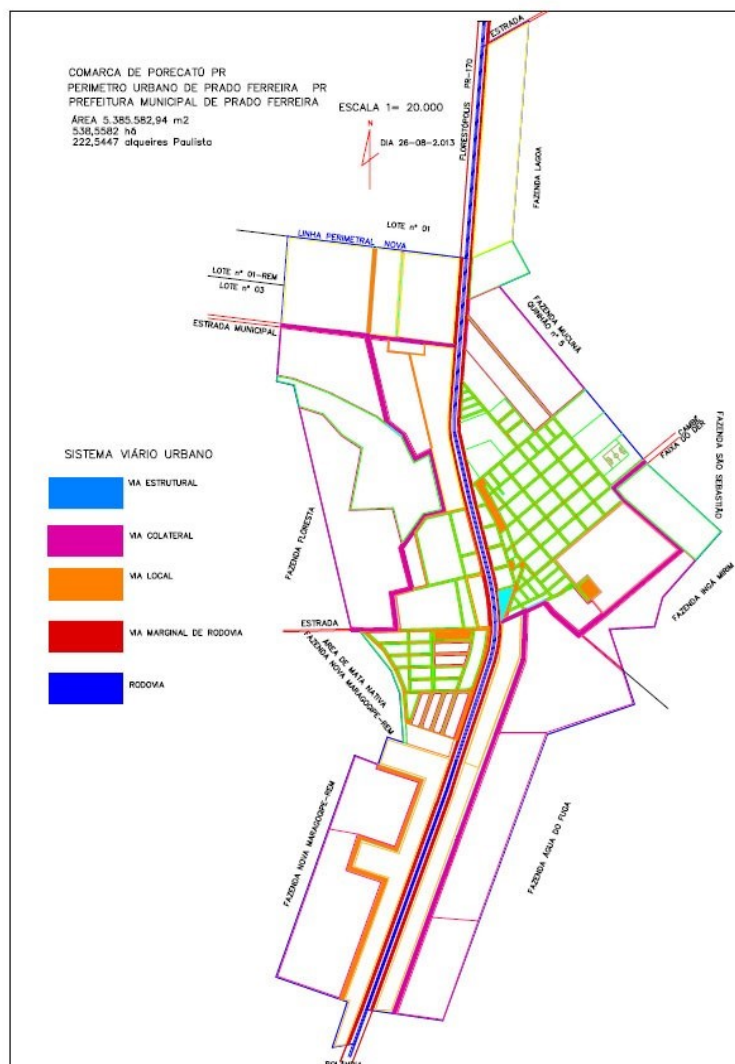 ESTRADA
COMARCA DE PORECATÚ PR
PERIMETRO URBANO DE PRADO FERREIRA PR
PREFEITURA MUNICIPAL DE PRADO FERREIRA
ÁREA 5.385.582,94 m2
538,5582 há
222,5447 alqueires Paulista
ESCALA 1= 20.000
N
DIA 26-08-2.013
FLORESTÓPOLIS PR-170
FAZENDA LAGOA
LOTE nº 01
LINHA PERIMETRAL NOVA
LOTE nº 01-REM
LOTE nº 03
ESTRADA MUNICIPAL
FAZENDA MUCUNÃ
QUINHÃO nº 5
CAMBÉ
FAIXA DO DER
FAZENDA SÃO SEBASTIÃO
SISTEMA VIÁRIO URBANO
VIA ESTRUTURAL
VIA COLATERAL
VIA LOCAL
VIA MARGINAL DE RODOVIA
RODOVIA
FAZENDA FLORESTA
FAZENDA INGÁ MIRIM
ESTRADA
ÁREA DE MATA NATIVA
FAZENDA NOVA MARAGOGIPE-REM
FAZENDA NOVA MARAGOGIPE-REM
FAZENDA ÁGUA DO FUGA